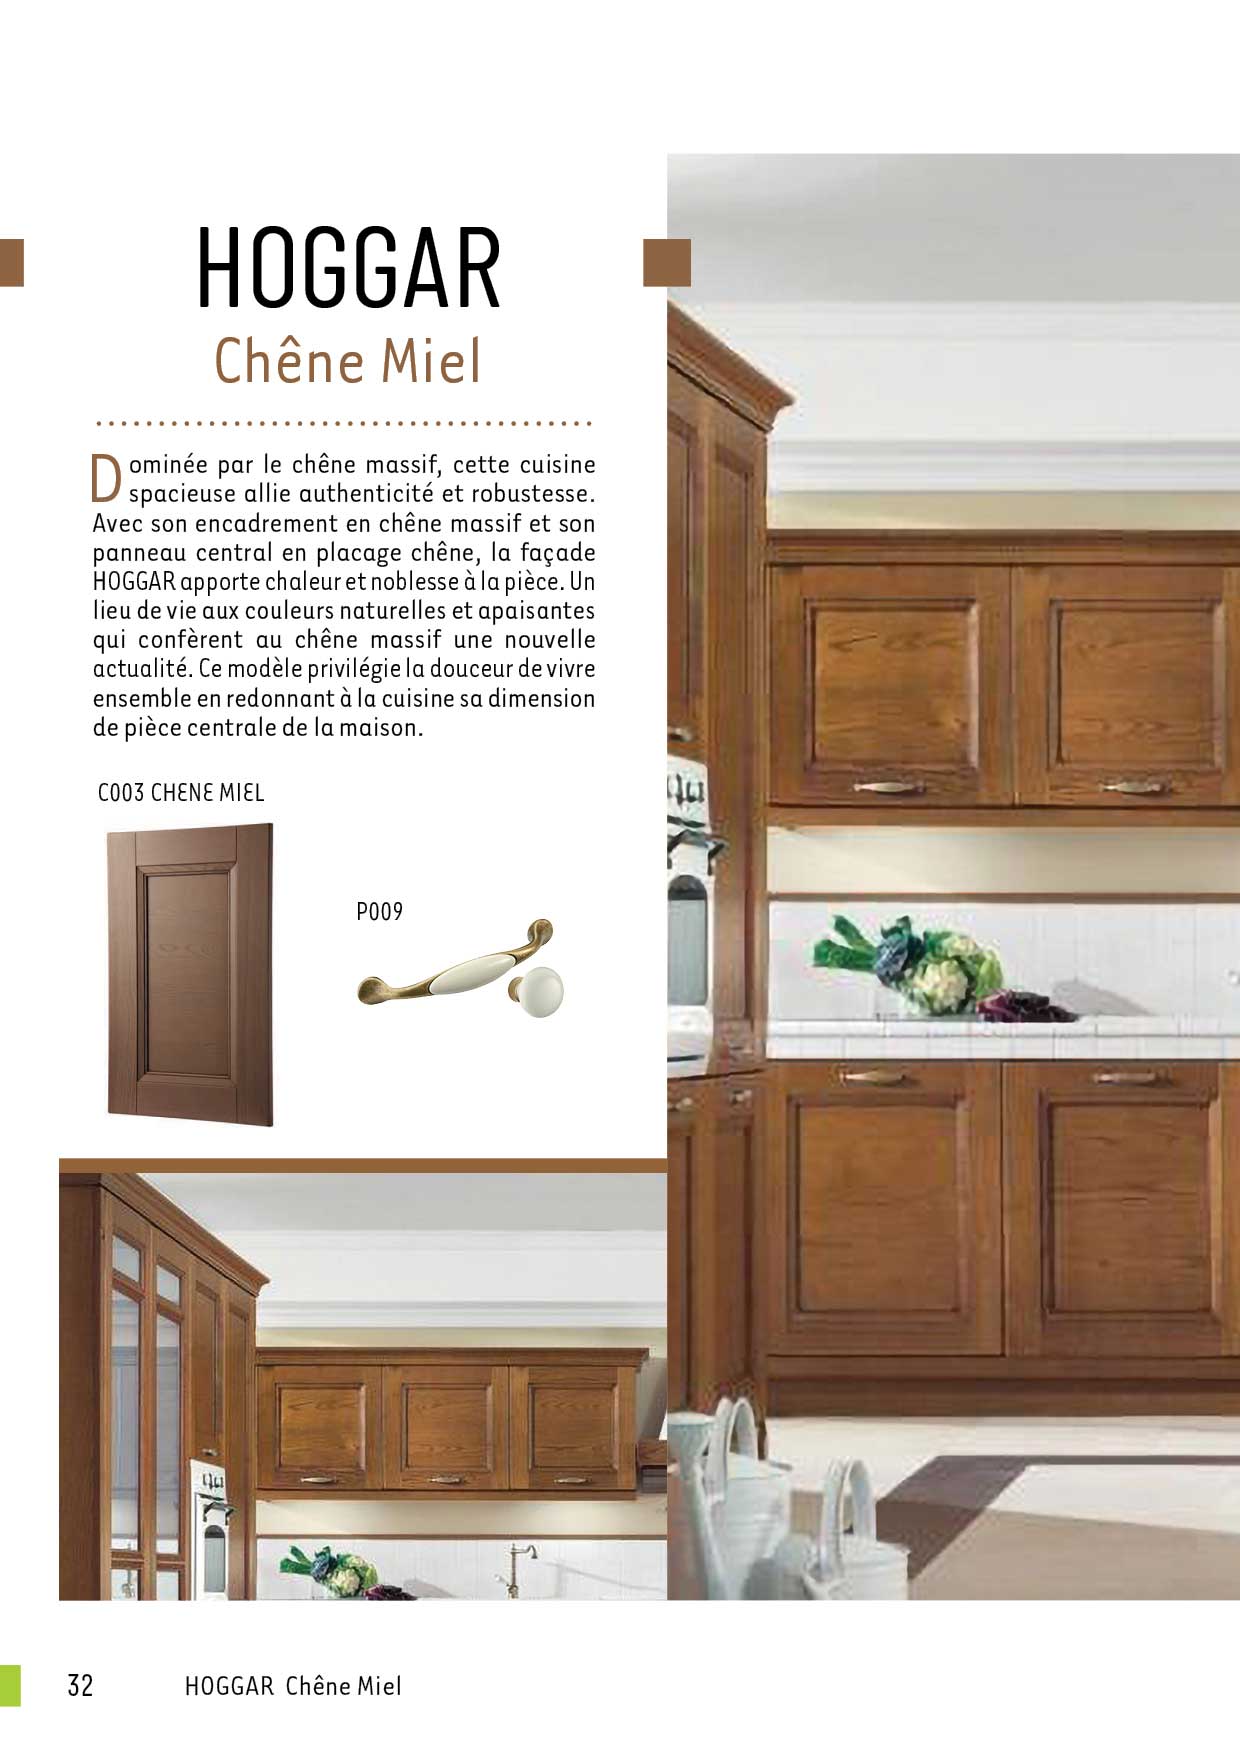 HOGGAR
Chêne Miel
Dominée par le chêne massif, cette cuisine
spacieuse allie authenticité et robustesse.
Avec son encadrement en chêne massif et son
panneau central en placage chêne, la façade
HOGGAR apporte chaleur et noblesse à la pièce. Un
lieu de vie aux couleurs naturelles et apaisantes
qui confèrent au chêne massif une nouvelle
actualité. Ce modèle privilégie la douceur de vivre
ensemble en redonnant à la cuisine sa dimension
de pièce centrale de la maison.
C003 CHENE MIEL
P009
32 HOGGAR Chêne Miel